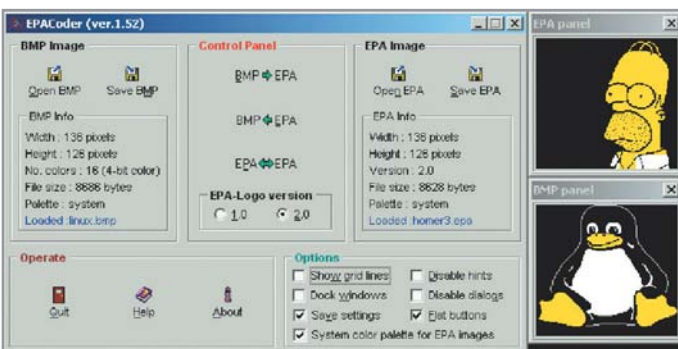 EPACoder (ver.1.52)
BMP Image
Open BMP
Save BMP
BMP Info
Width : 136 pixels
Height : 126 pixels
No. colors : 16 (4-bit color)
File size : 8686 bytes
Palette : system
Loaded :linux.bmp
Control Panel
BMP EPA
BMP EPA
EPA EPA
EPA-Logo version
1.0 2.0
EPA Image
Open EPA
Save EPA
EPA Info
Width : 136 pixels
Height : 126 pixels
Version : 2.0
File size : 8628 bytes
Palette : system
Loaded :homer3.epa
Operate
Quit
Help
About
Options
Show grid lines
Disable hints
Dock windows
Disable dialogs
Save settings
Flat buttons
System color palette for EPA images
EPA panel
BMP panel